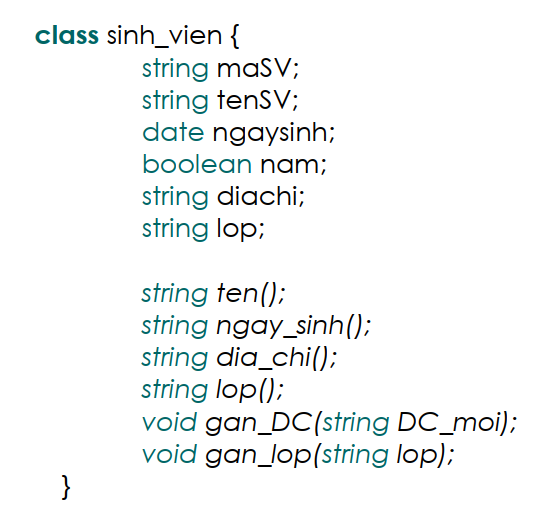 class sinh_vien {
string maSV;
string tenSV;
date ngaysinh;
boolean nam;
string diachi;
string lop;
string ten();
string ngay_sinh();
string dia_chi();
string lop();
void gan_DC(string DC_moi);
void gan_lop(string lop);
}